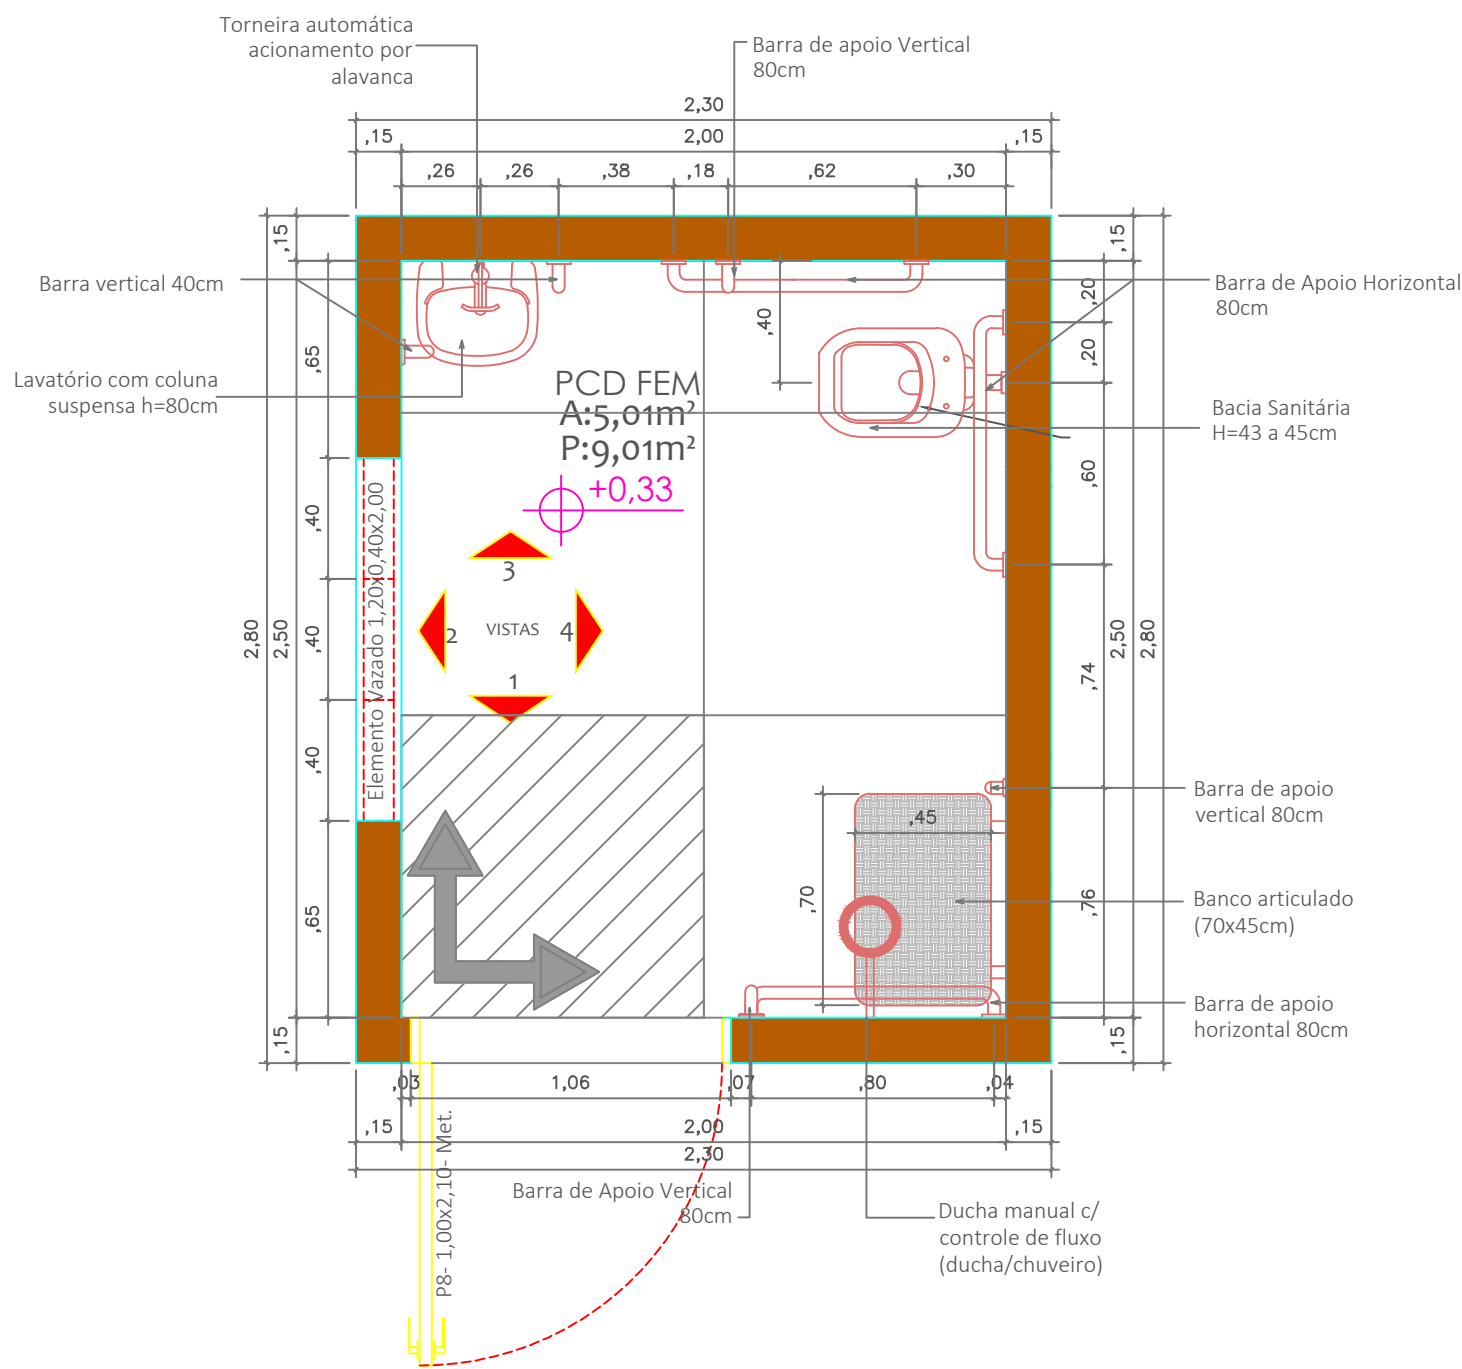 Torneira automática
acionamento por
alavanca
Barra de apoio Vertical
80cm
2,30
,15
2,00
,15
,26
,26
,38
,18
,62
,30
,15
,15
Barra vertical 40cm
,20
Barra de Apoio Horizontal
80cm
,40
,65
,20
Lavatório com coluna
suspensa h=80cm
PCD FEM
A:5,01m²
P:9,01m²
Bacia Sanitária
H=43 a 45cm
,60
+0,33
,40
Elemento Vazado 1,20x0,40x2,00
3
2
VISTAS
4
1
2,80
2,50
,40
,74
2,50
2,80
,40
Barra de apoio
vertical 80cm
,45
,70
,65
,76
Banco articulado
(70x45cm)
Barra de apoio
horizontal 80cm
,15
,15
,03
1,06
,07
,80
,04
,15
2,00
,15
2,30
P8- 1,00x2,10- Met.
Barra de Apoio Vertical
80cm
Ducha manual c/
controle de fluxo
(ducha/chuveiro)